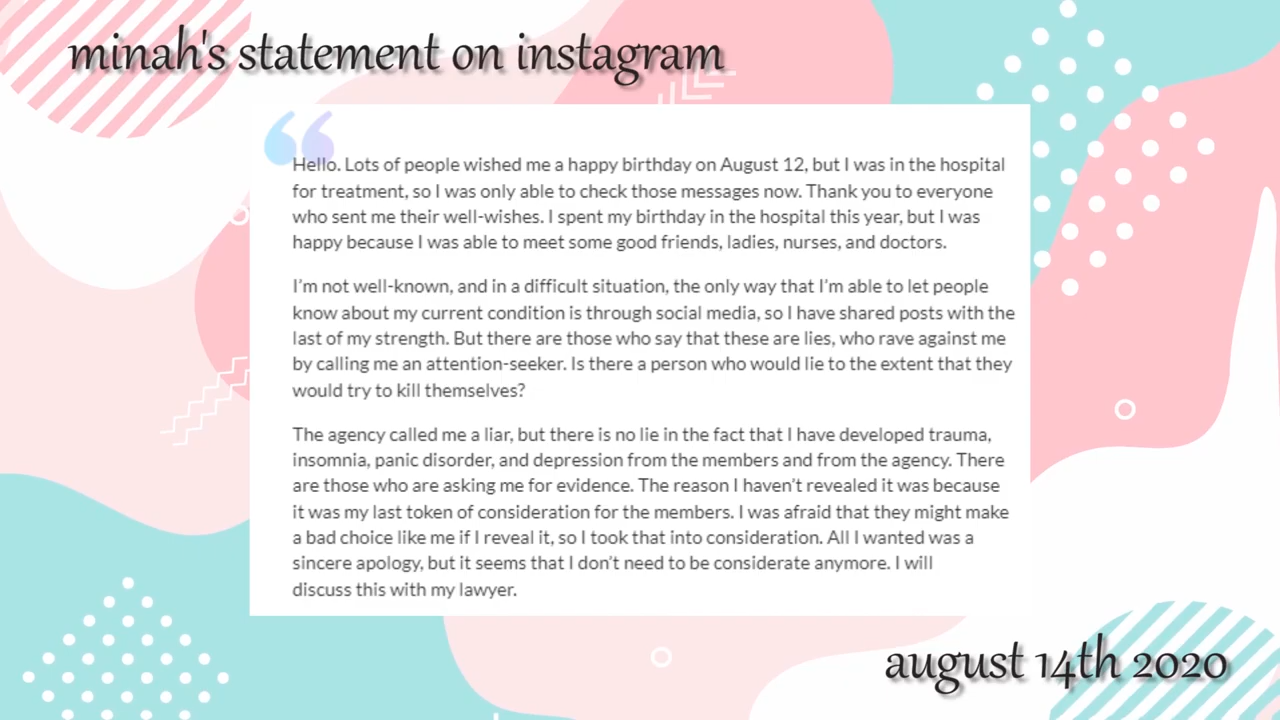 minah's statement on instagram
“
Hello. Lots of people wished me a happy birthday on August 12, but I was in the hospital
for treatment, so I was only able to check those messages now. Thank you to everyone
who sent me their well-wishes. I spent my birthday in the hospital this year, but I was
happy because I was able to meet some good friends, ladies, nurses, and doctors.
I’m not well-known, and in a difficult situation, the only way that I’m able to let people
know about my current condition is through social media, so I have shared posts with the
last of my strength. But there are those who say that these are lies, who rave against me
by calling me an attention-seeker. Is there a person who would lie to the extent that they
would try to kill themselves?
The agency called me a liar, but there is no lie in the fact that I have developed trauma,
insomnia, panic disorder, and depression from the members and from the agency. There
are those who are asking me for evidence. The reason I haven’t revealed it was because
it was my last token of consideration for the members. I was afraid that they might make
a bad choice like me if I reveal it, so I took that into consideration. All I wanted was a
sincere apology, but it seems that I don’t need to be considerate anymore. I will
discuss this with my lawyer.
august 14th 2020